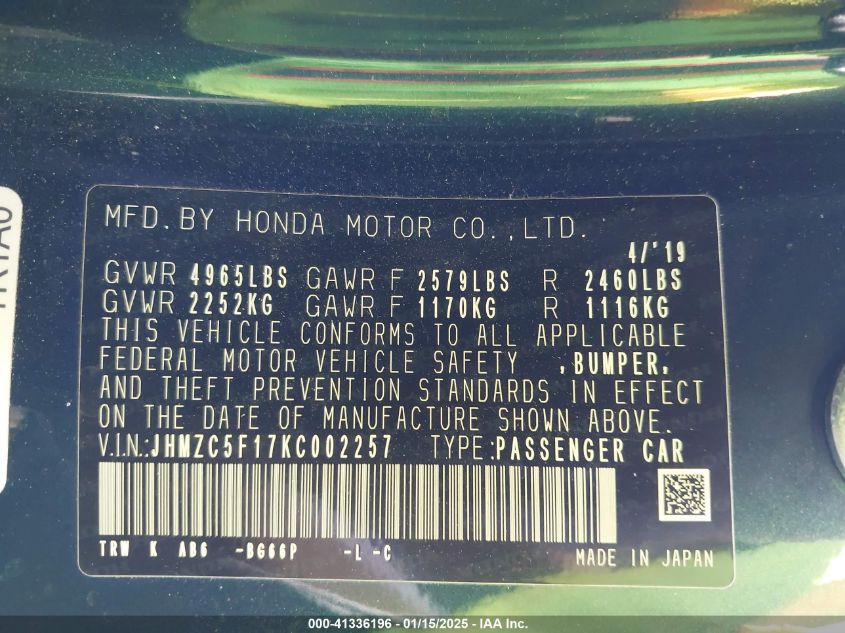 MFD.BY HONDA MOTOR CO.,LTD.
4/'19
GVWR 4965LBS GAWR F 2579LBS R 2460LBS
GVWR 2252KG GAWR F 1170KG R 1116KG
THIS VEHICLE CONFORMS TO ALL APPLICABLE
FEDERAL MOTOR VEHICLE SAFETY ,BUMPER,
AND THEFT PREVENTION STANDARDS IN EFFECT
ON THE DATE OF MANUFACTURE SHOWN ABOVE.
V.I.N.:JHMZC5F17KC002257 TYPE:PASSENGER CAR
TRW K AB6 -BG66P -L -C
MADE IN JAPAN
000-41336196 - 01/15/2025 - IAA Inc.